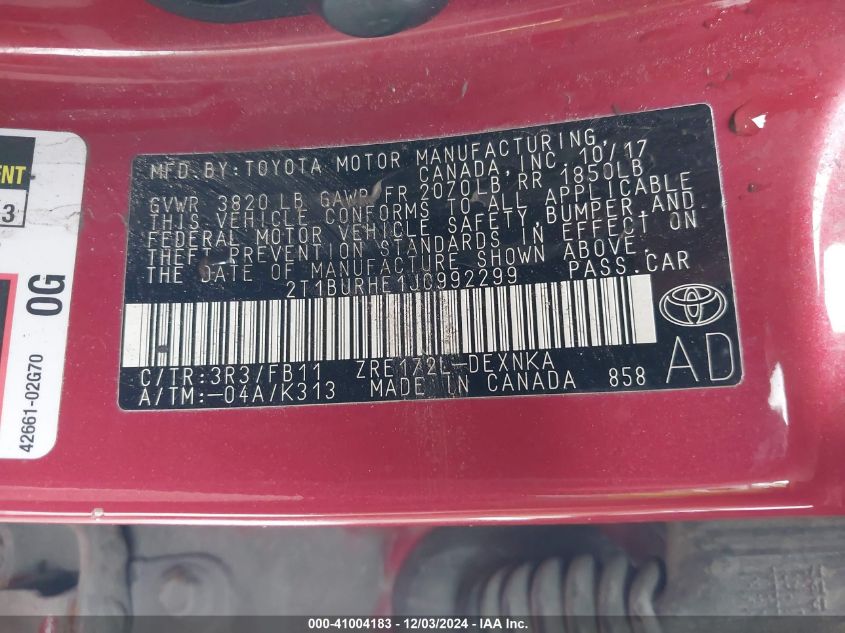 MFD. BY: TOYOTA MOTOR MANUFACTURING,
CANADA, INC. 10/17
GVWR 3820 LB GAWR FR 2070LB, RR 1850LB
THIS VEHICLE CONFORMS TO ALL APPLICABLE
FEDERAL MOTOR VEHICLE SAFETY, BUMPER, AND
THEFT PREVENTION STANDARDS IN EFFECT ON
THE DATE OF MANUFACTURE SHOWN ABOVE.
2T1BURHE1JC992299 PASS. CAR
C/TR:3R3/FB11 ZRE172L-DEXNKA
A/TM:-04A/K313 MADE IN CANADA 858
AD
3
0G
42661-02G70
000-41004183 - 12/03/2024 - IAA Inc.